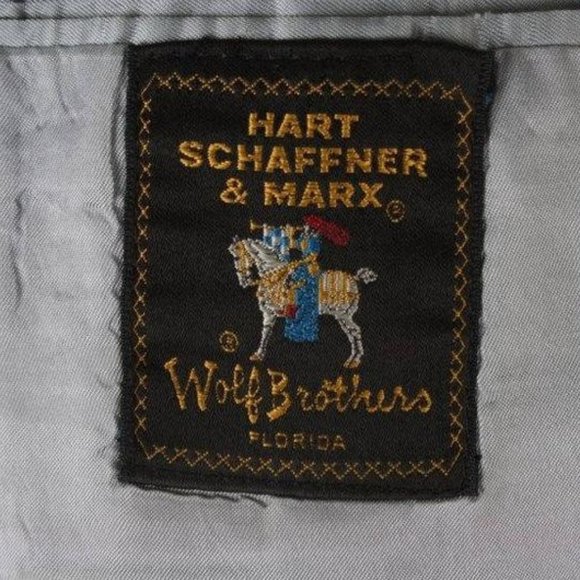 HART
SCHAFFNER
& MARX®
®
Wolf Brothers
FLORIDA